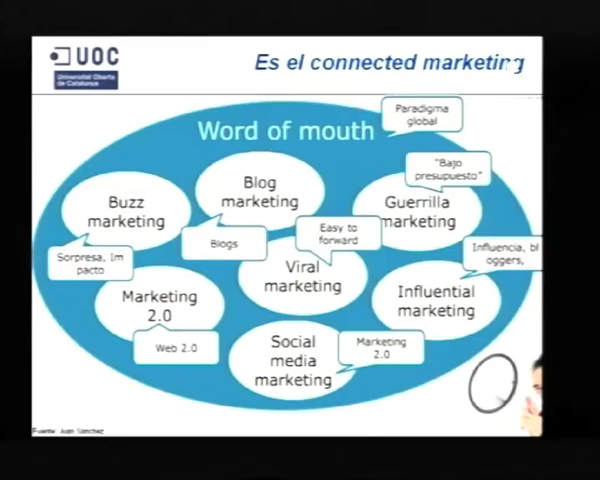 UOC
Universitat Oberta
de Catalunya
Es el connected marketing
Paradigma
global
Word of mouth
"Bajo
presupuesto"
Blog
marketing
Buzz
marketing
Guerrilla
marketing
Easy to
forward
Blogs
Sorpresa, im
pacto
Influencia, bl
oggers,
Viral
marketing
Marketing
2.0
Influential
marketing
Web 2.0
Social
media
marketing
Marketing
2.0
Fuente: Juan Sánchez